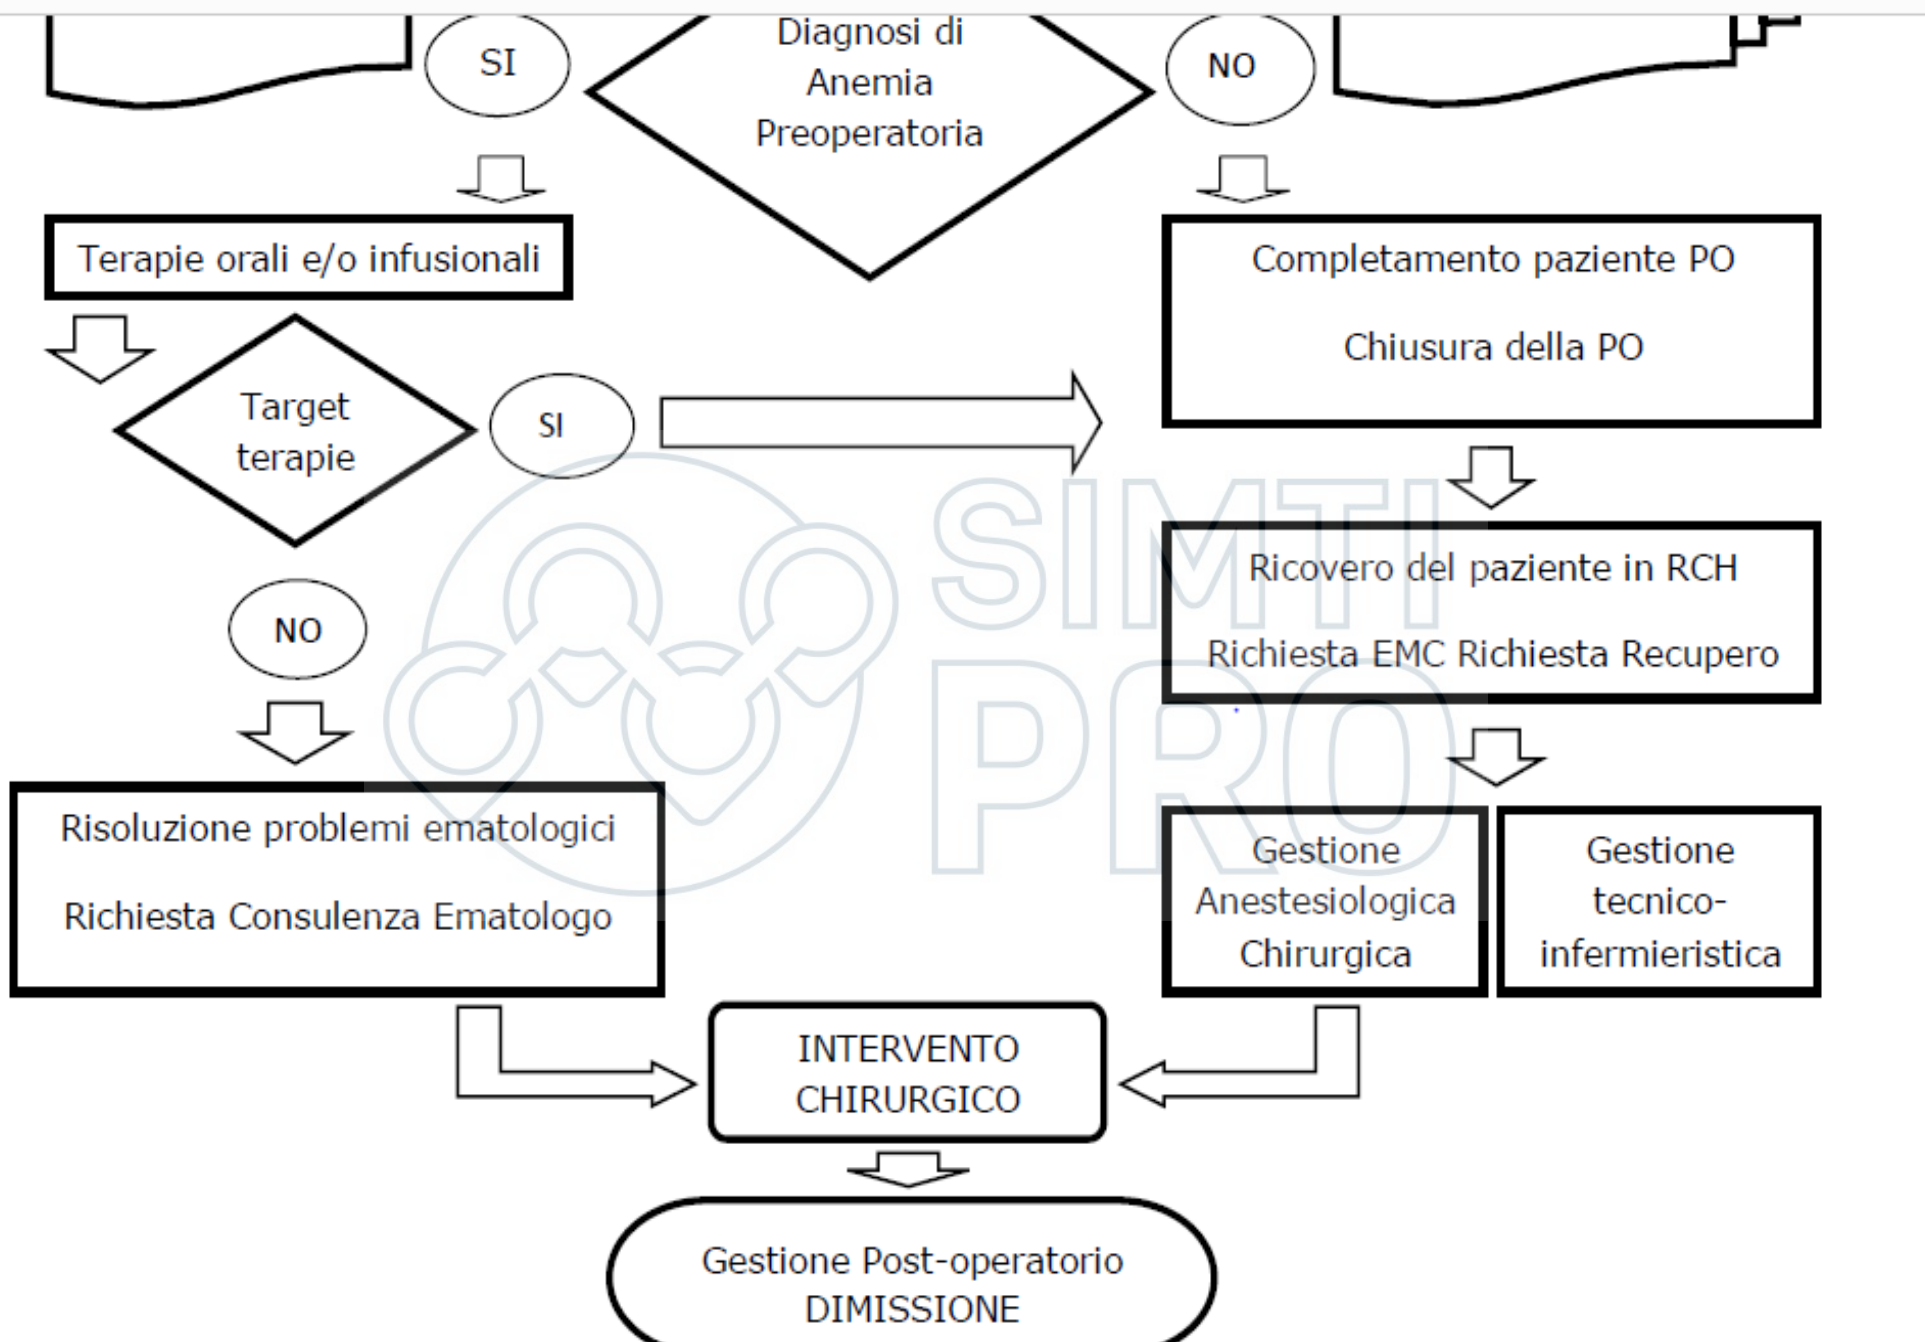 SI
Diagnosi di
Anemia
Preoperatoria
NO
Terapie orali e/o infusionali
Completamento paziente PO
Chiusura della PO
Target
terapie
SI
NO
SIMTI
PRO
Ricovero del paziente in RCH
Richiesta EMC Richiesta Recupero
Risoluzione problemi ematologici
Richiesta Consulenza Ematologo
Gestione
Anestesiologica
Chirurgica
Gestione
tecnico-
infermieristica
INTERVENTO
CHIRURGICO
Gestione Post-operatorio
DIMISSIONE